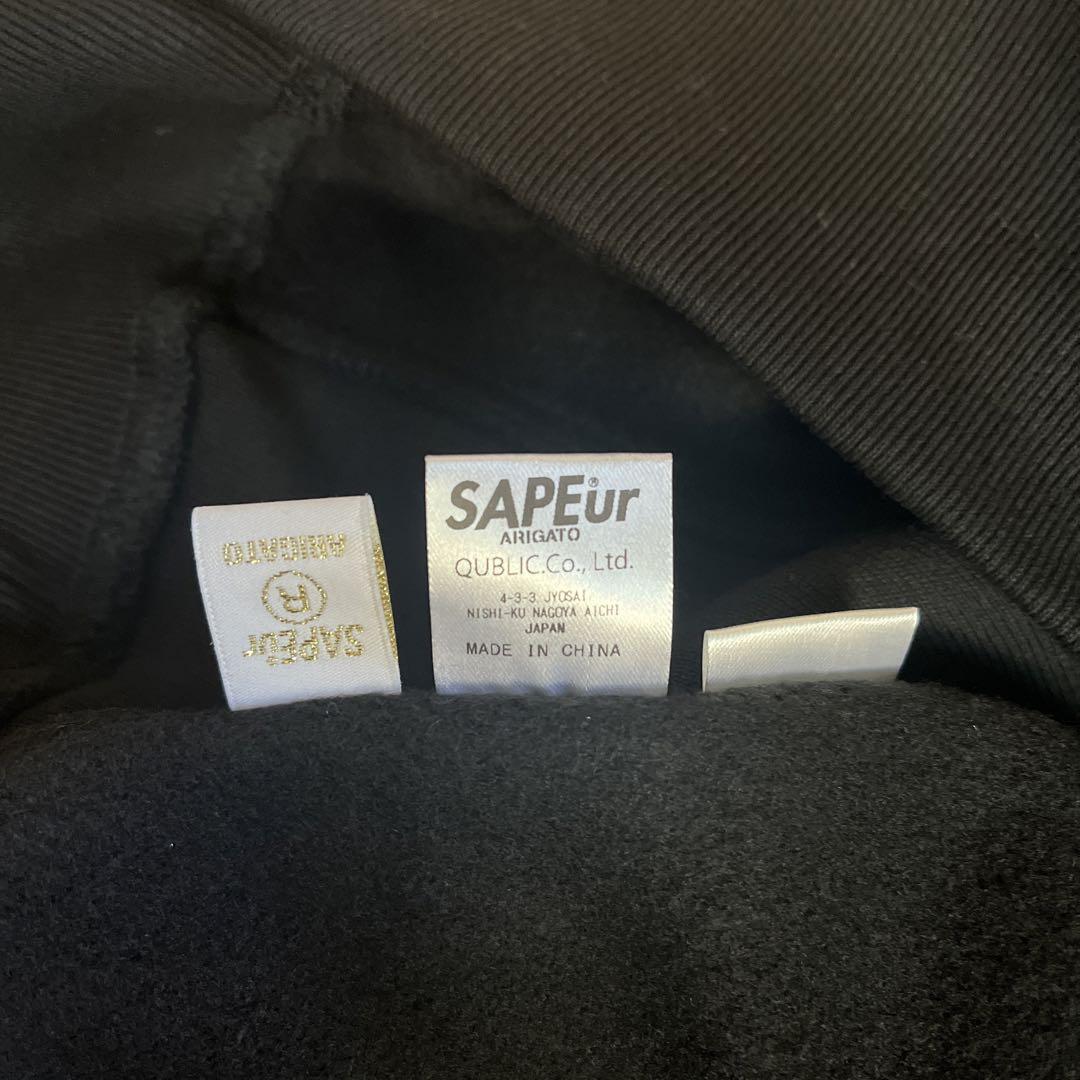 ARIGATO
®
SAPEur
SAPEur®
ARIGATO
QUBLIC.Co., Ltd.
4-3-3 JYOSAI
NISHI-KU NAGOYA AICHI
JAPAN
MADE IN CHINA